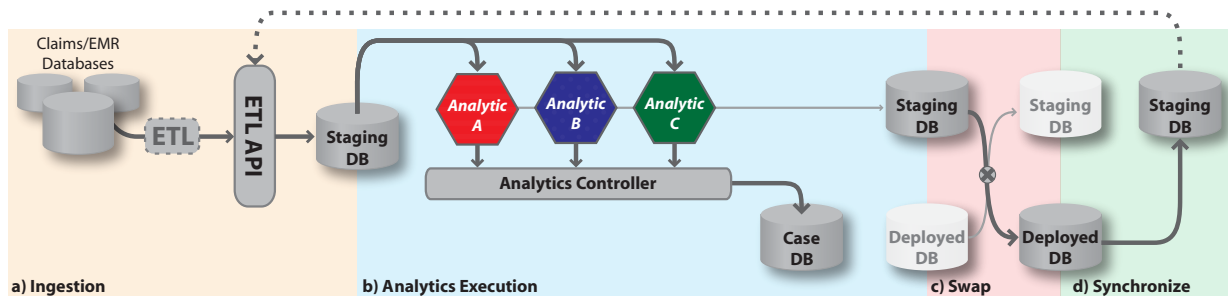 Claims/EMR
Databases
ETL
ETL API
Staging
DB
Analytic
A
Analytic
B
Analytic
C
Analytics Controller
Case
DB
Staging
DB
Deployed
DB
Staging
DB
Deployed
DB
Staging
DB
a) Ingestion
b) Analytics Execution
c) Swap
d) Synchronize